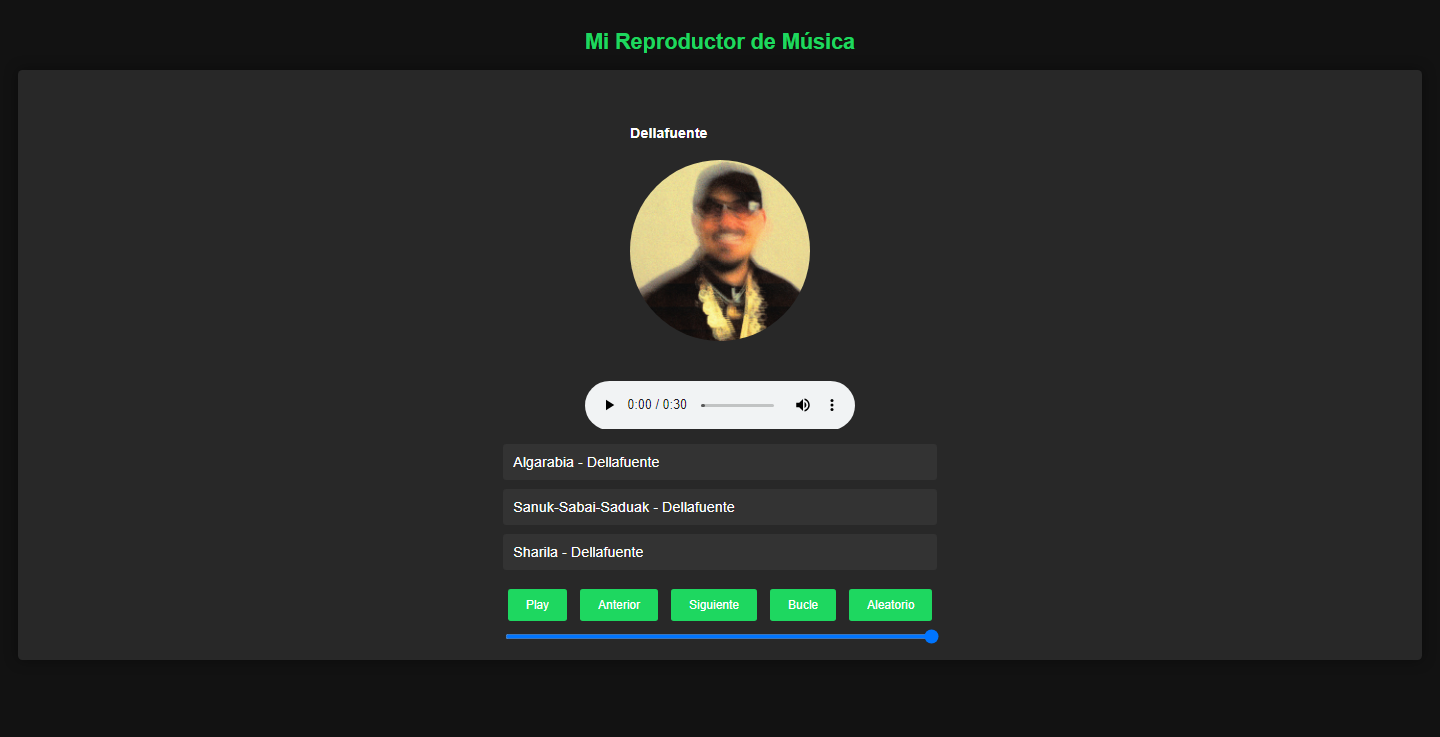 Mi Reproductor de Música
Dellafuente
0:00 / 0:30
Algarabia - Dellafuente
Sanuk-Sabai-Saduak - Dellafuente
Sharila - Dellafuente
Play Anterior Siguiente Bucle Aleatorio